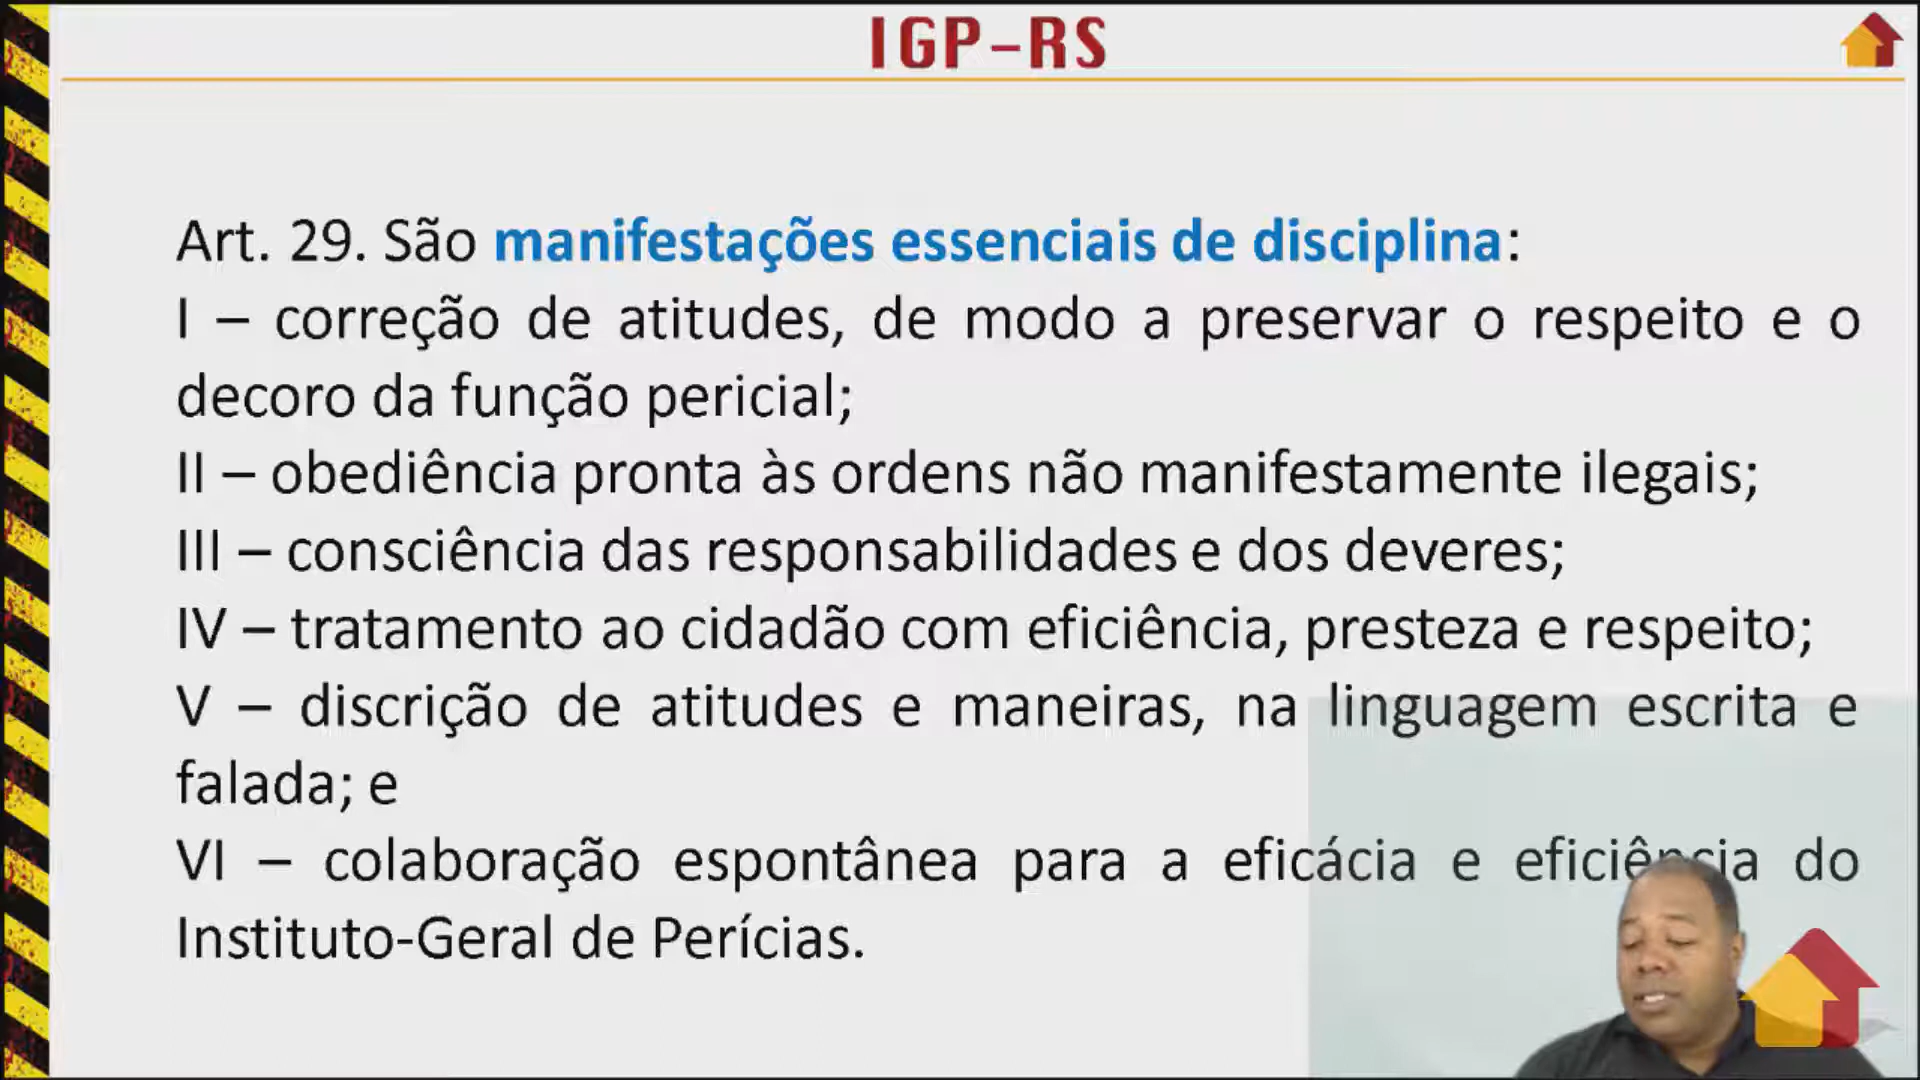 IGP-RS
Art. 29. São manifestações essenciais de disciplina:
I – correção de atitudes, de modo a preservar o respeito e o
decoro da função pericial;
II – obediência pronta às ordens não manifestamente ilegais;
III – consciência das responsabilidades e dos deveres;
IV – tratamento ao cidadão com eficiência, presteza e respeito;
V – discrição de atitudes e maneiras, na linguagem escrita e
falada; e
VI – colaboração espontânea para a eficácia e eficiência do
Instituto-Geral de Perícias.